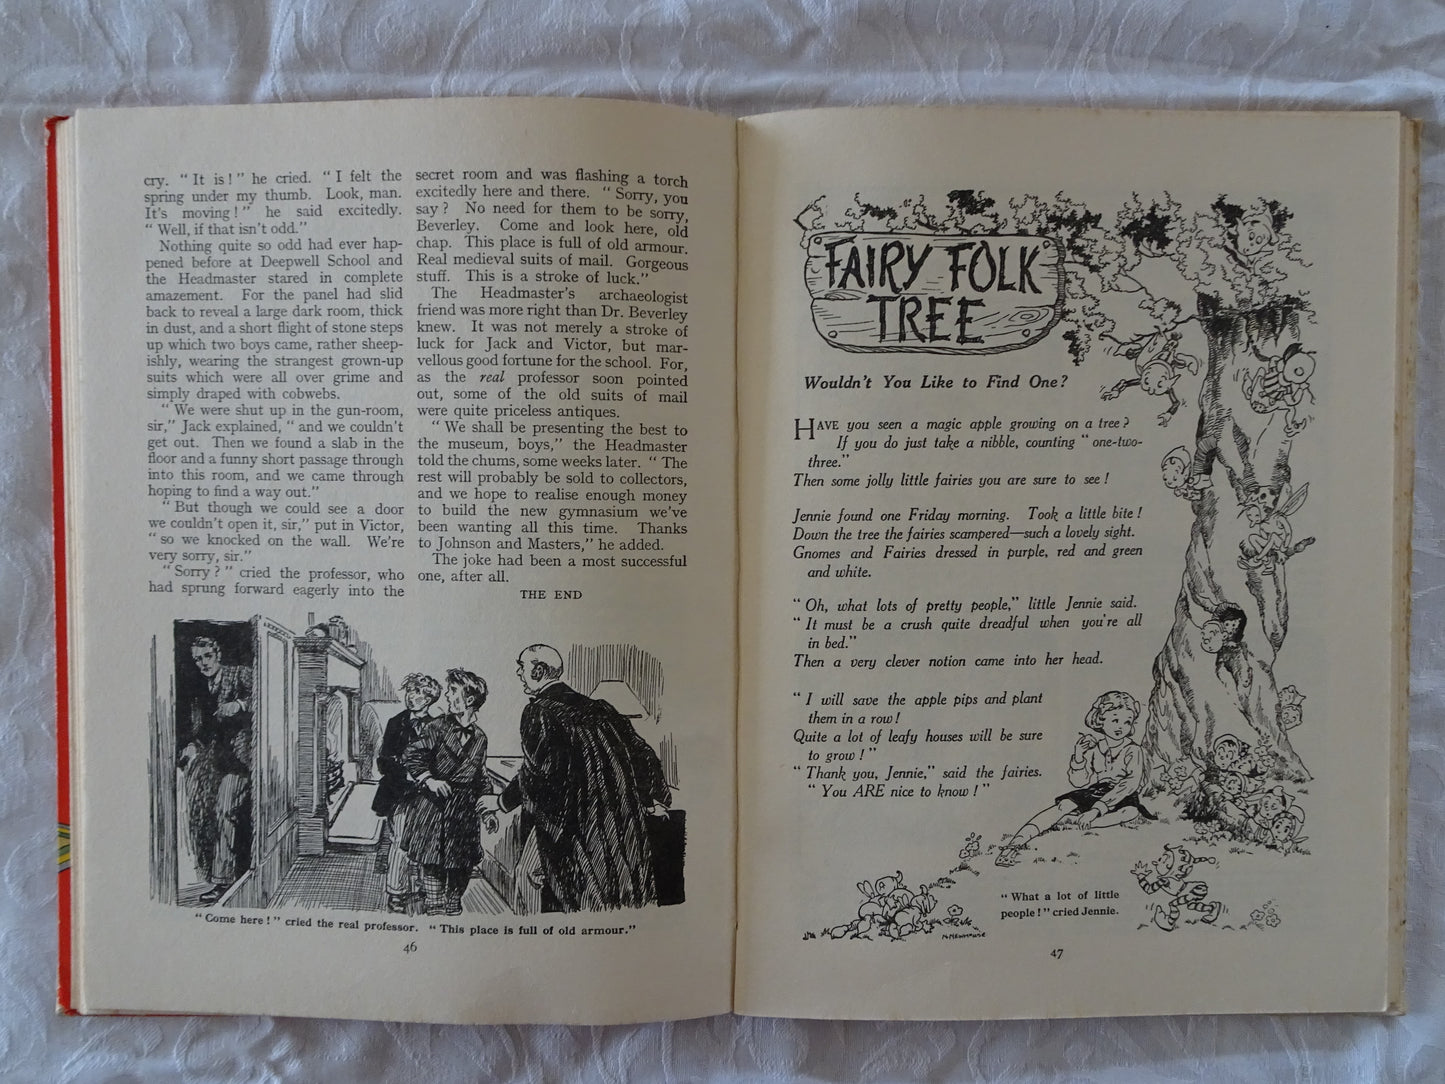 cry. “ It is ! ” he cried. “ I felt the
spring under my thumb. Look, man.
It's moving ! ” he said excitedly.
“ Well, if that isn't odd.”
Nothing quite so odd had ever hap-
pened before at Deepwell School and
the Headmaster stared in complete
amazement. For the panel had slid
back to reveal a large dark room, thick
in dust, and a short flight of stone steps
up which two boys came, rather sheep-
ishly, wearing the strangest grown-up
suits which were all over grime and
simply draped with cobwebs.
“ We were shut up in the gun-room,
sir,” Jack explained, “ and we couldn't
get out. Then we found a slab in the
floor and a funny short passage through
into this room, and we came through
hoping to find a way out.”
“ But though we could see a door
we couldn't open it, sir,” put in Victor,
“ so we knocked on the wall. We're
very sorry, sir.”
“ Sorry ? ” cried the professor, who
had sprung forward eagerly into the
secret room and was flashing a torch
excitedly here and there. “ Sorry, you
say ? No need for them to be sorry,
Beverley. Come and look here, old
chap. This place is full of old armour.
Real medieval suits of mail. Gorgeous
stuff. This is a stroke of luck.”
The Headmaster's archaeologist
friend was more right than Dr. Beverley
knew. It was not merely a stroke of
luck for Jack and Victor, but mar-
vellous good fortune for the school. For,
as the real professor soon pointed
out, some of the old suits of mail
were quite priceless antiques.
“ We shall be presenting the best to
the museum, boys,” the Headmaster
told the chums, some weeks later. “ The
rest will probably be sold to collectors,
and we hope to realise enough money
to build the new gymnasium we've
been wanting all this time. Thanks
to Johnson and Masters,” he added.
The joke had been a most successful
one, after all.
THE END
“ Come here ! ” cried the real professor. “ This place is full of old armour.”
46
FAIRY FOLK
TREE
Wouldn't You Like to Find One ?
HAVE you seen a magic apple growing on a tree ?
If you do just take a nibble, counting “ one-two-
three.”
Then some jolly little fairies you are sure to see !
Jennie found one Friday morning. Took a little bite !
Down the tree the fairies scampered—such a lovely sight.
Gnomes and Fairies dressed in purple, red and green
and white.
“ Oh, what lots of pretty people,” little Jennie said.
“ It must be a crush quite dreadful when you're all
in bed.”
Then a very clever notion came into her head.
“ I will save the apple pips and plant
them in a row !
Quite a lot of leafy houses will be sure
to grow ! ”
“ Thank you, Jennie,” said the fairies.
“ You ARE nice to know ! ”
“ What a lot of little
people ! ” cried Jennie.
47